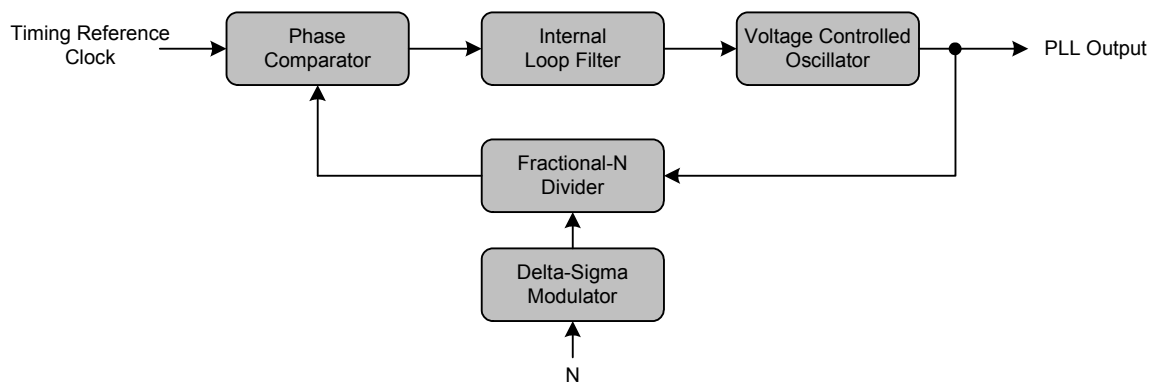 Timing Reference
Clock
Phase
Comparator
Internal
Loop Filter
Voltage Controlled
Oscillator
PLL Output
Fractional-N
Divider
Delta-Sigma
Modulator
N